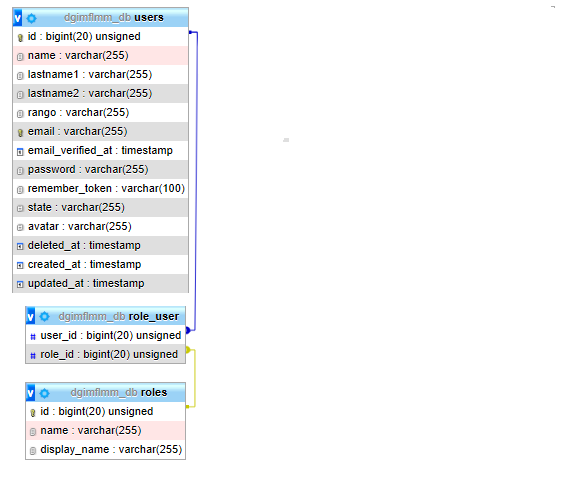 dgimflmm_db users
id : bigint(20) unsigned
name : varchar(255)
lastname1 : varchar(255)
lastname2 : varchar(255)
rango : varchar(255)
email : varchar(255)
email_verified_at : timestamp
password : varchar(255)
remember_token : varchar(100)
state : varchar(255)
avatar : varchar(255)
deleted_at : timestamp
created_at : timestamp
updated_at : timestamp
dgimflmm_db role_user
# user_id : bigint(20) unsigned
# role_id : bigint(20) unsigned
dgimflmm_db roles
id : bigint(20) unsigned
name : varchar(255)
display_name : varchar(255)